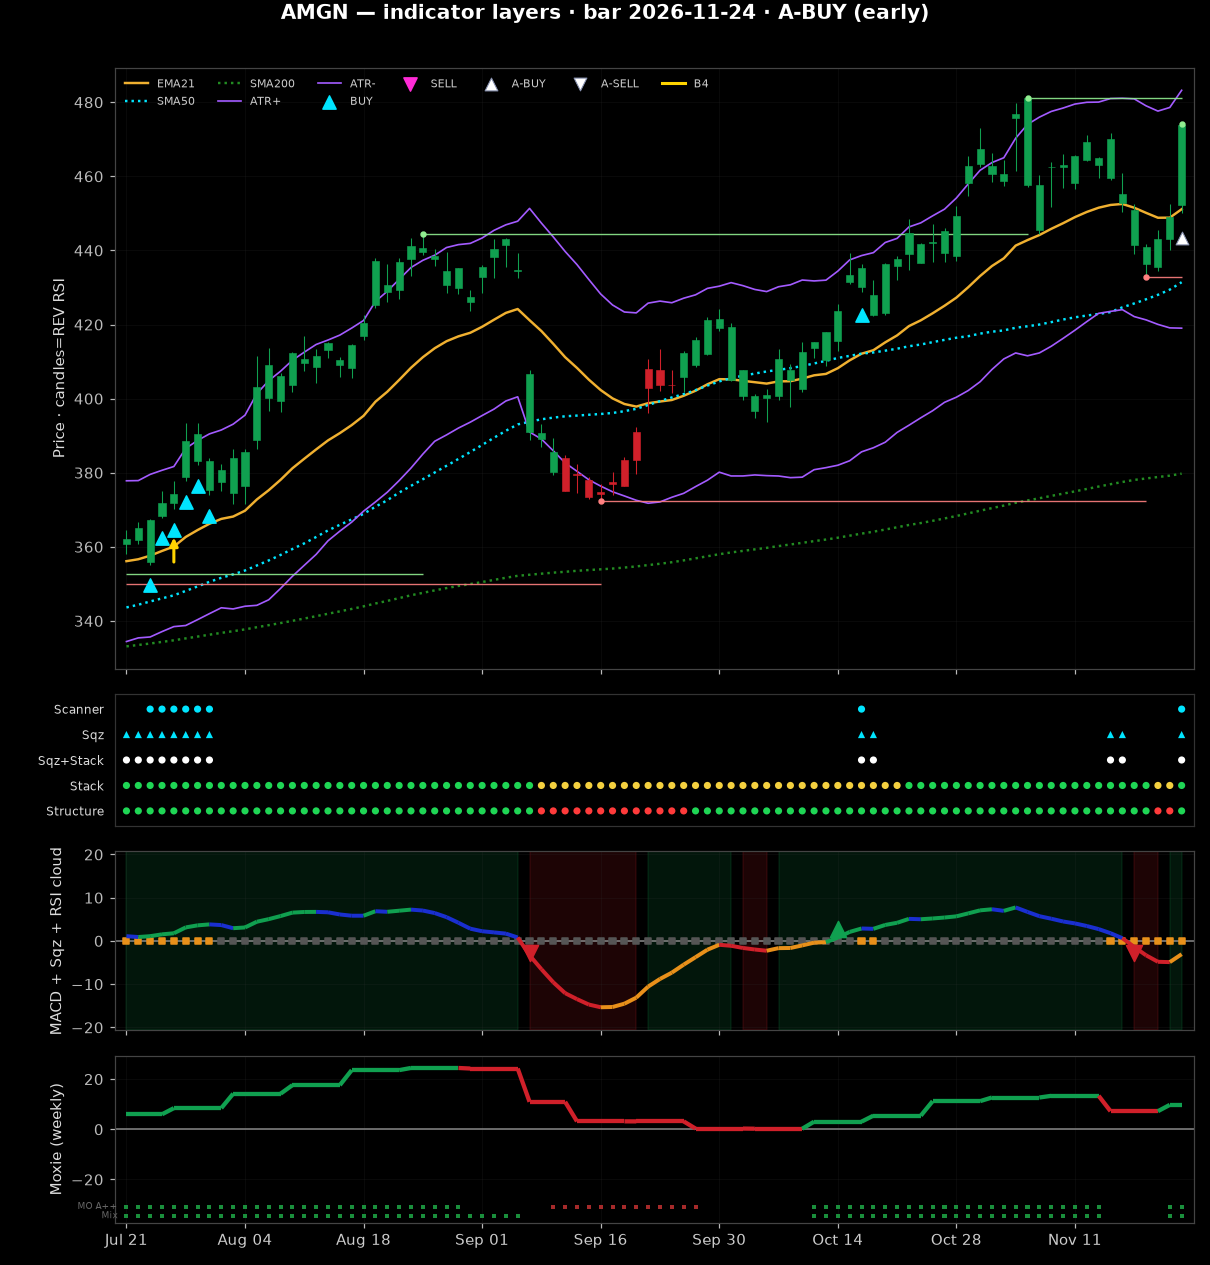 AMGN — indicator layers · bar 2026-11-24 · A-BUY (early)
EMA21 SMA200 ATR- SELL A-BUY A-SELL B4
SMA50 ATR+ BUY
Price · candles=REV RSI
480
460
440
420
400
380
360
340
Scanner
Sqz
Sqz+Stack
Stack
Structure
MACD + Sqz + RSI cloud
20
10
0
−10
−20
Moxie (weekly)
20
0
−20
MO A++
Mix
Jul 21 Aug 04 Aug 18 Sep 01 Sep 16 Sep 30 Oct 14 Oct 28 Nov 11